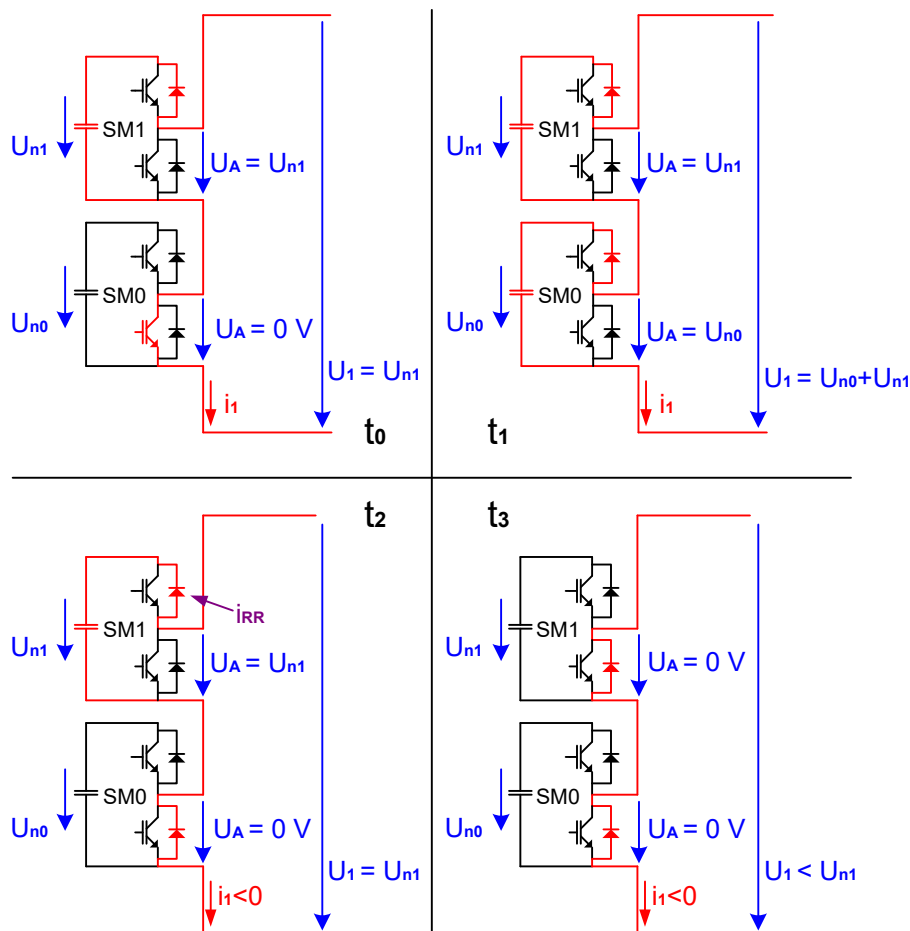 Un1
SM1
UA = Un1
Un0
SM0
UA = 0 V
U1 = Un1
i1
t0
Un1
SM1
UA = Un1
Un0
SM0
UA = Un0
U1 = Un0+Un1
i1
t1
t2
iRR
Un1
SM1
UA = Un1
Un0
SM0
UA = 0 V
U1 = Un1
i1<0
t3
Un1
SM1
UA = 0 V
Un0
SM0
UA = 0 V
U1 < Un1
i1<0